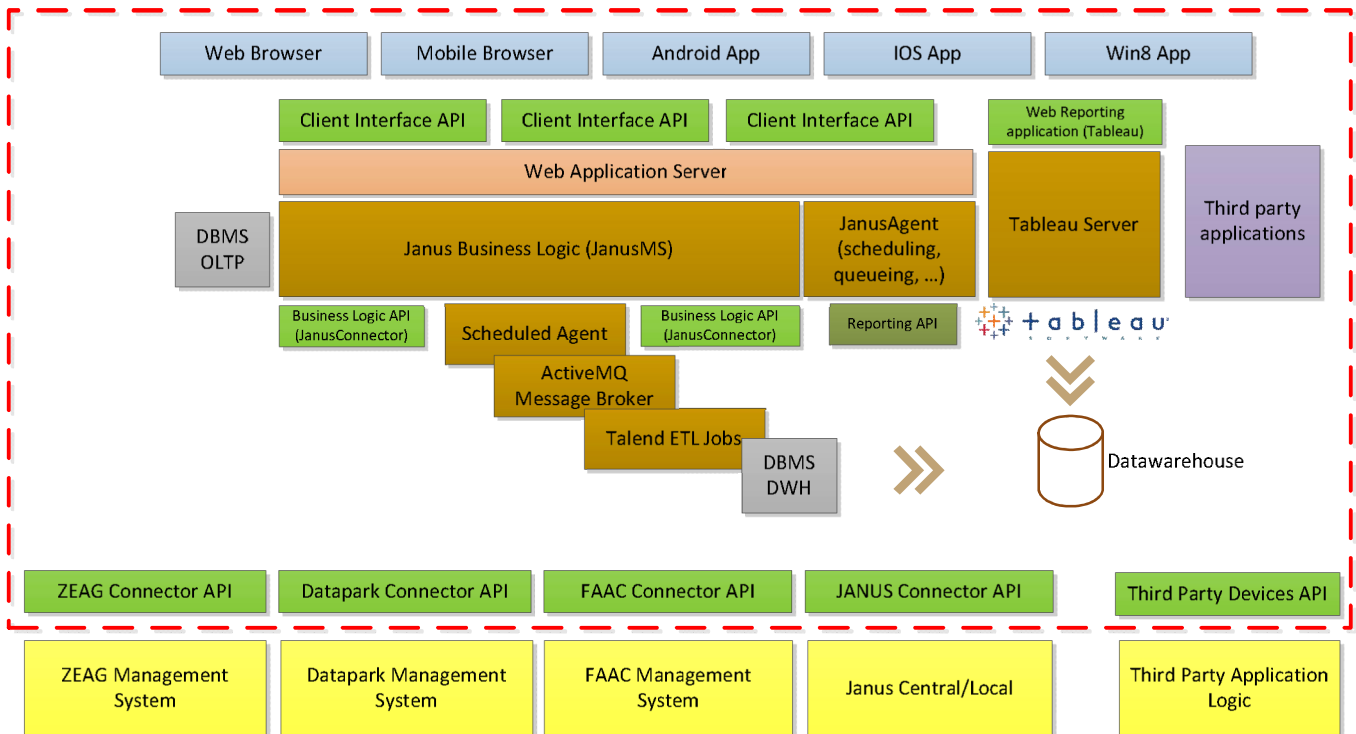 Web Browser
Mobile Browser
Android App
IOS App
Win8 App
Client Interface API
Client Interface API
Client Interface API
Web Reporting
application (Tableau)
Web Application Server
DBMS
OLTP
Janus Business Logic (JanusMS)
JanusAgent
(scheduling,
queueing, ...)
Tableau Server
Third party
applications
Business Logic API
(JanusConnector)
Scheduled Agent
Business Logic API
(JanusConnector)
Reporting API
tableau
SOFTWARE
ActiveMQ
Message Broker
Talend ETL Jobs
DBMS
DWH
Datawarehouse
ZEAG Connector API
Datapark Connector API
FAAC Connector API
JANUS Connector API
Third Party Devices API
ZEAG Management
System
Datapark Management
System
FAAC Management
System
Janus Central/Local
Third Party Application
Logic